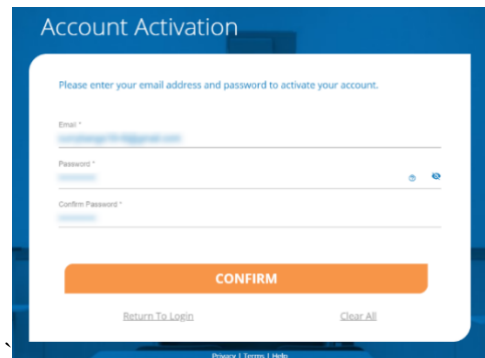 Account Activation
Please enter your email address and password to activate your account.
Email *
Password *
Confirm Password *
CONFIRM
Return To Login Clear All
Privacy | Terms | Help